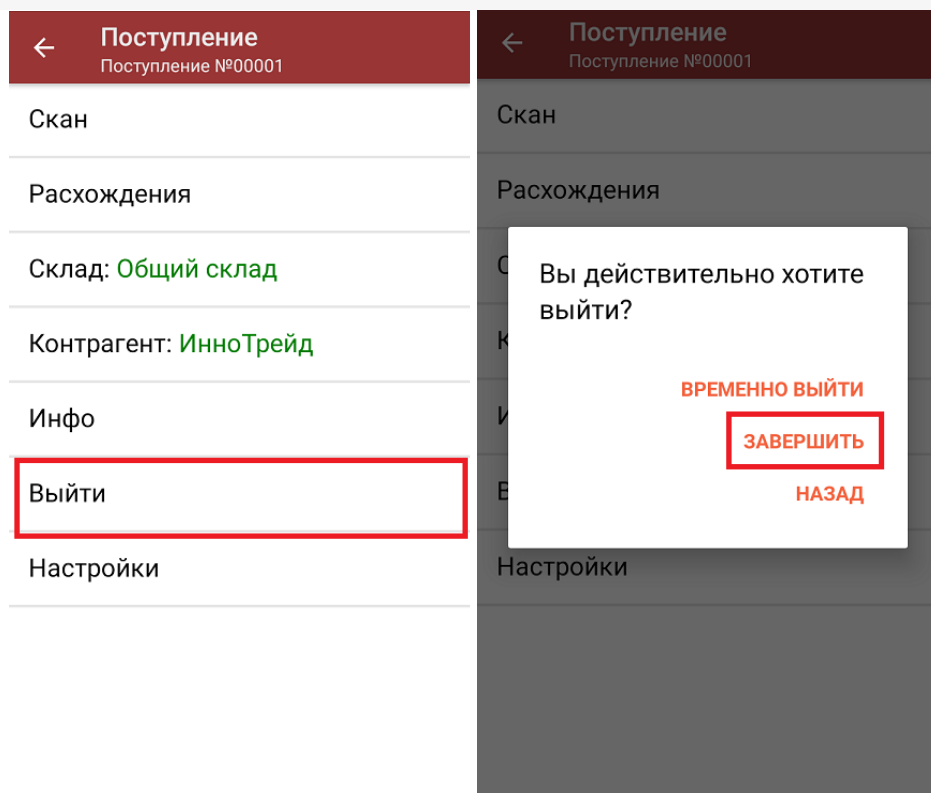 Поступление
Поступление №00001
Скан
Расхождения
Склад: Общий склад
Контрагент: ИнноТрейд
Инфо
Выйти
Настройки
Поступление
Поступление №00001
Скан
Расхождения
С
К
И
В
Вы действительно хотите
выйти?
ВРЕМЕННО ВЫЙТИ
ЗАВЕРШИТЬ
НАЗАД
Настройки